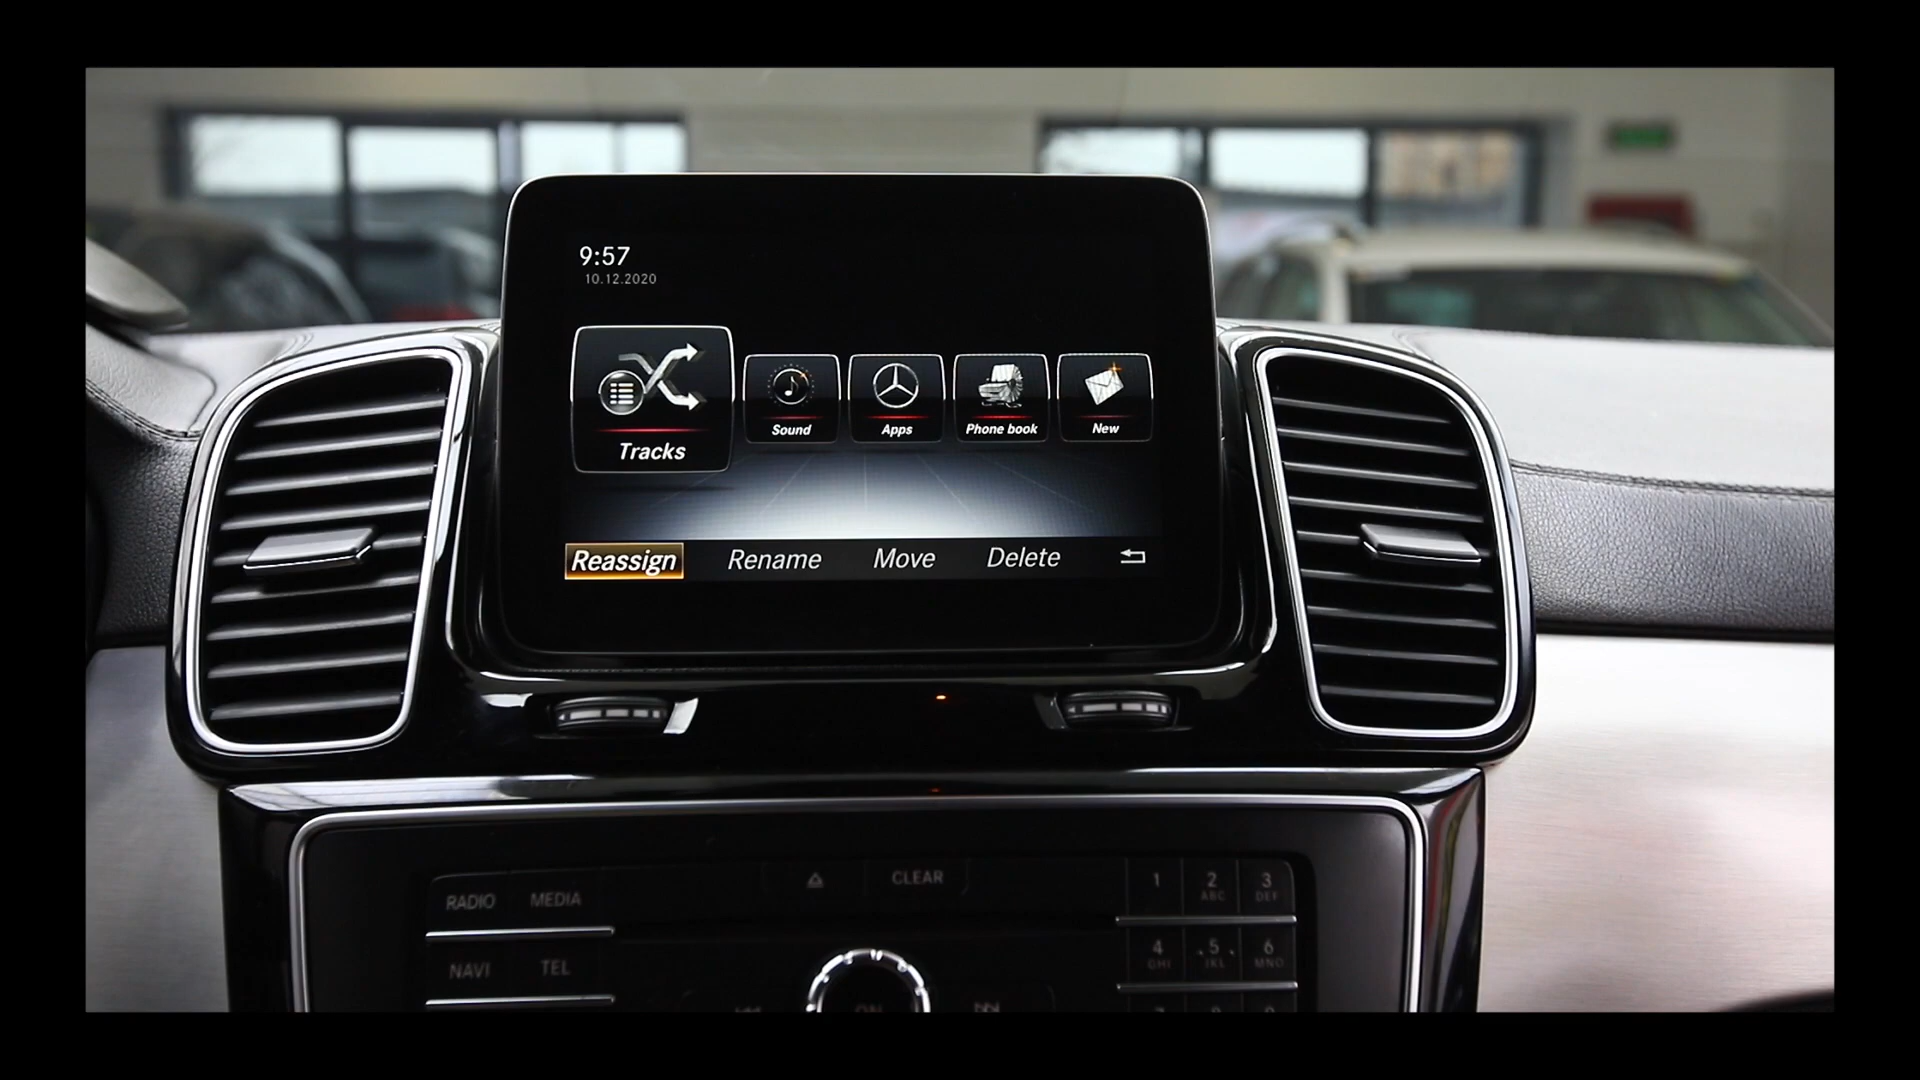 9:57
10.12.2020
Tracks
Sound
Apps
Phone book
New
Reassign Rename Move Delete
RADIO MEDIA
CLEAR
1 2 ABC 3 DEF
NAVI TEL
4 GHI 5 JKL 6 MNO
ON